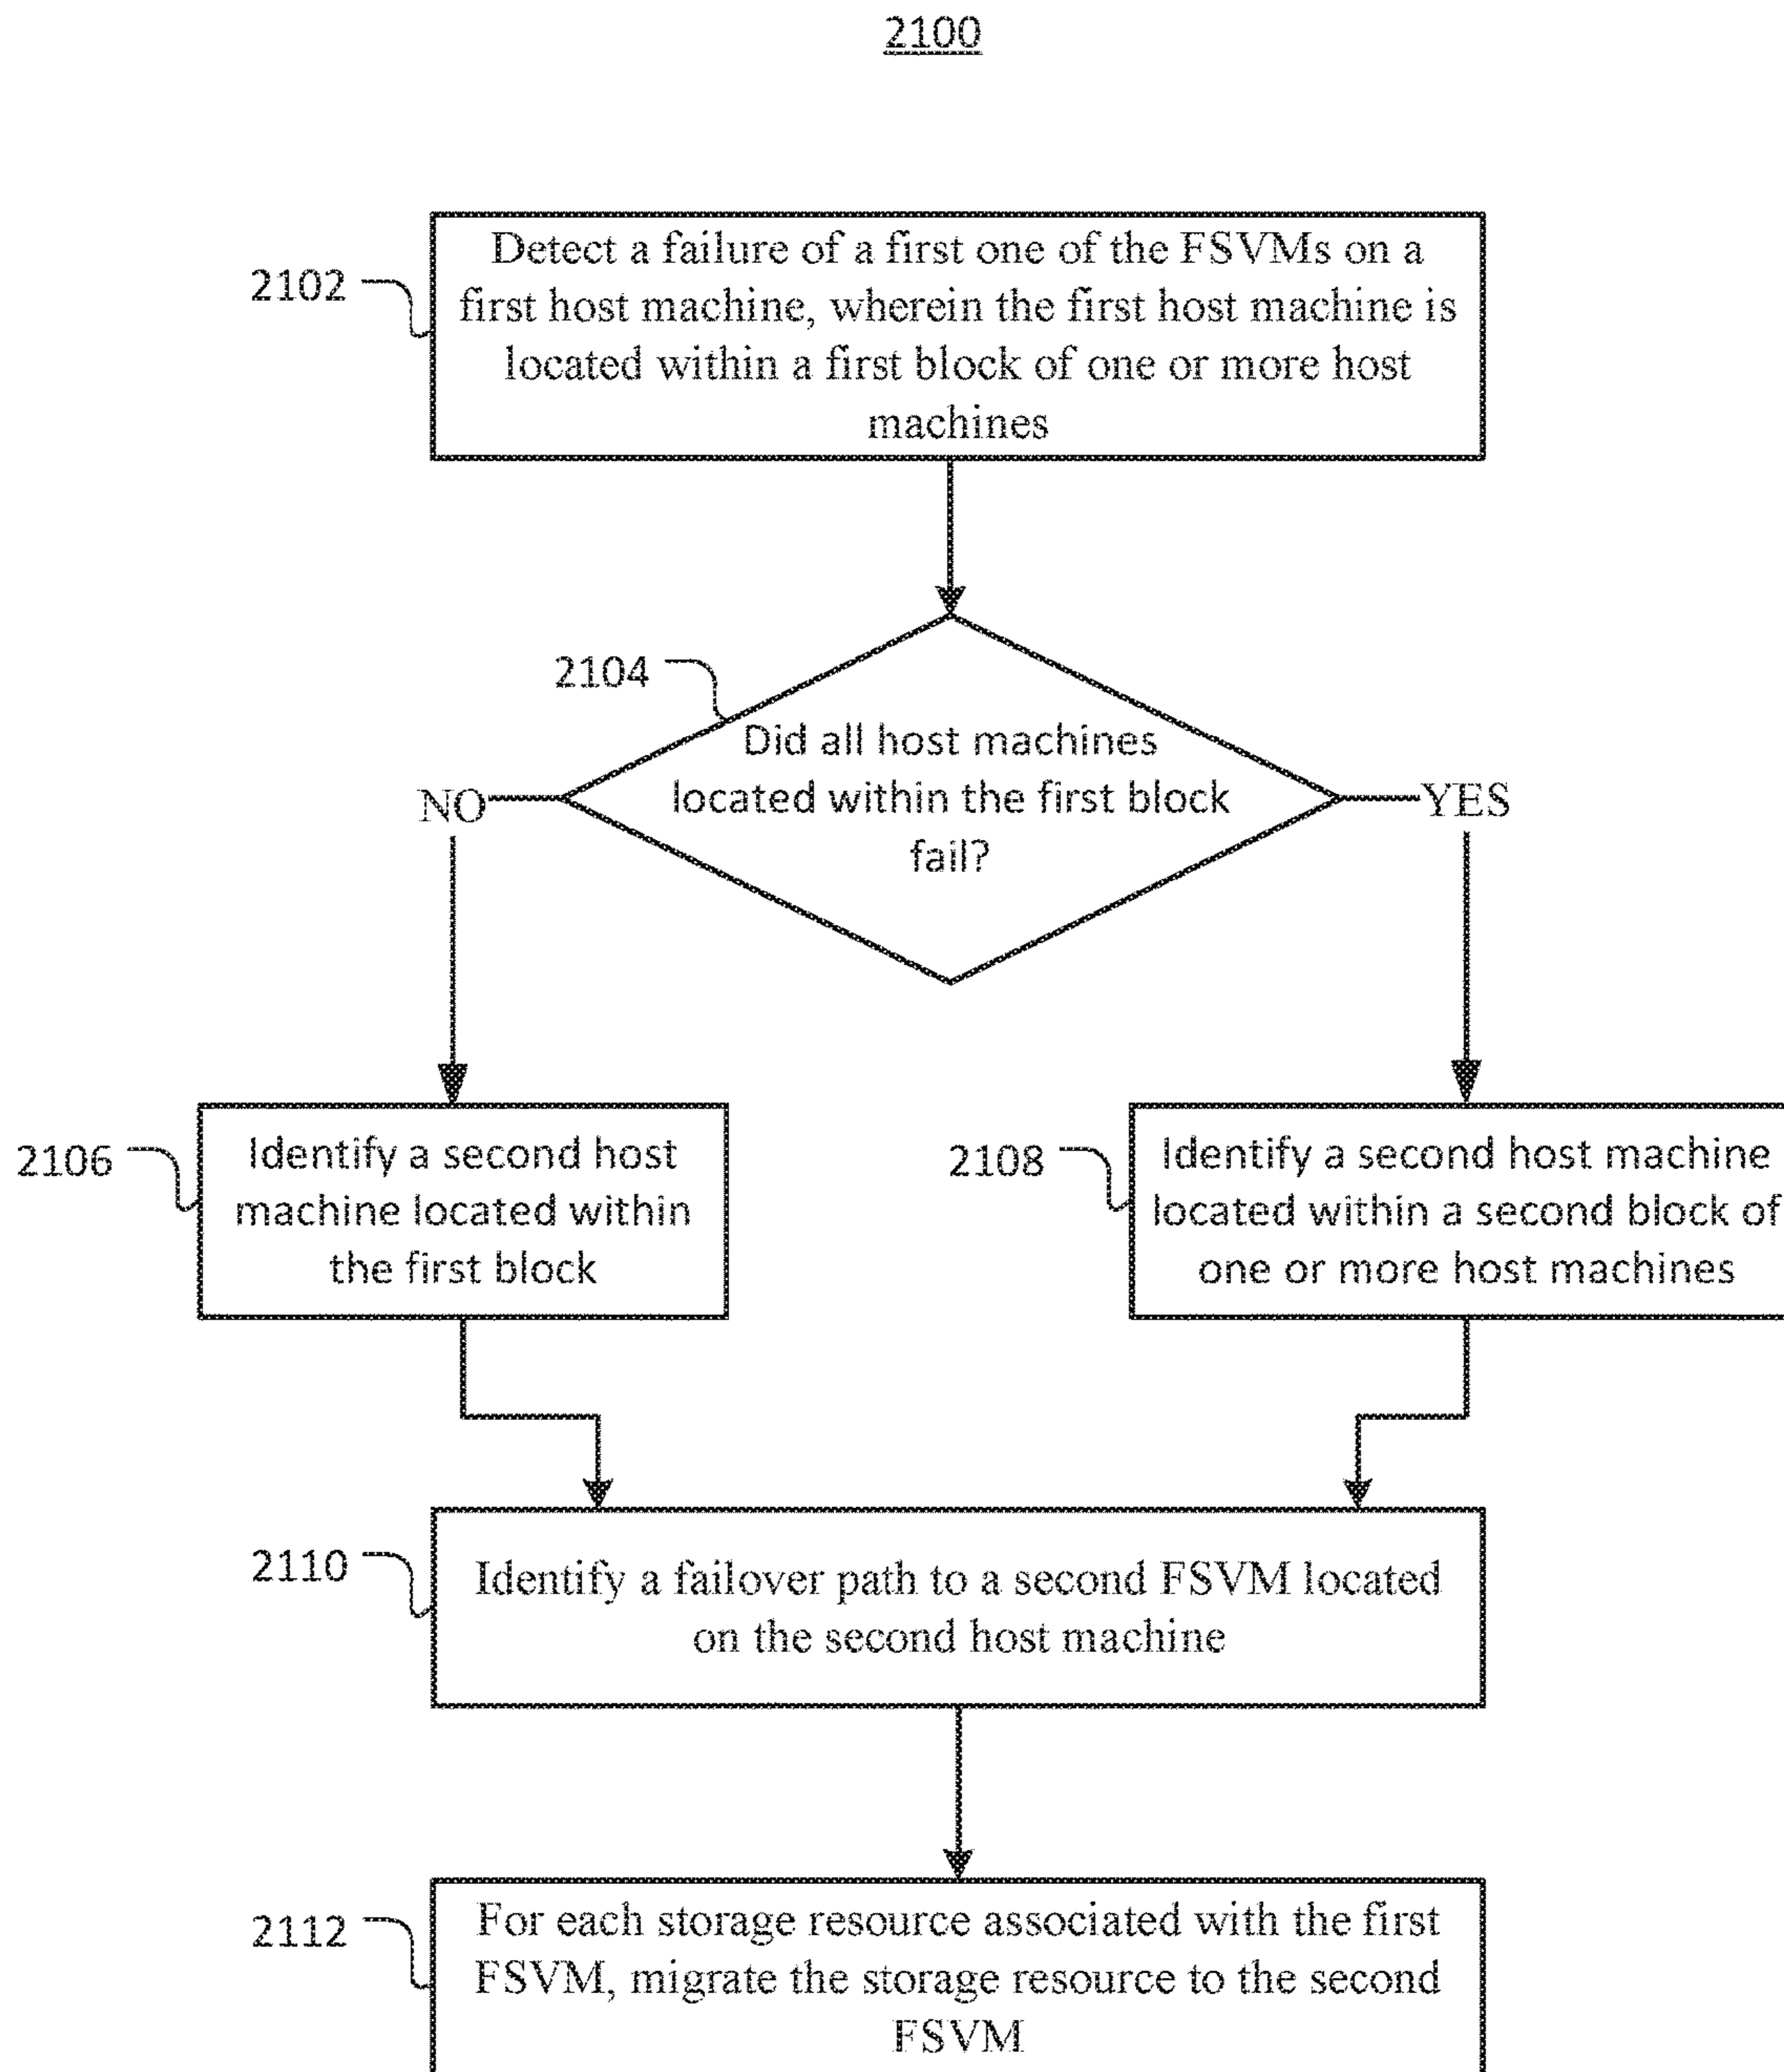 2100
2102
Detect a failure of a first one of the FSVMs on a
first host machine, wherein the first host machine is
located within a first block of one or more host
machines
2104
Did all host machines
located within the first block
fail?
NO
YES
2106
Identify a second host
machine located within
the first block
2108
Identify a second host machine
located within a second block of
one or more host machines
2110
Identify a failover path to a second FSVM located
on the second host machine
2112
For each storage resource associated with the first
FSVM, migrate the storage resource to the second
FSVM